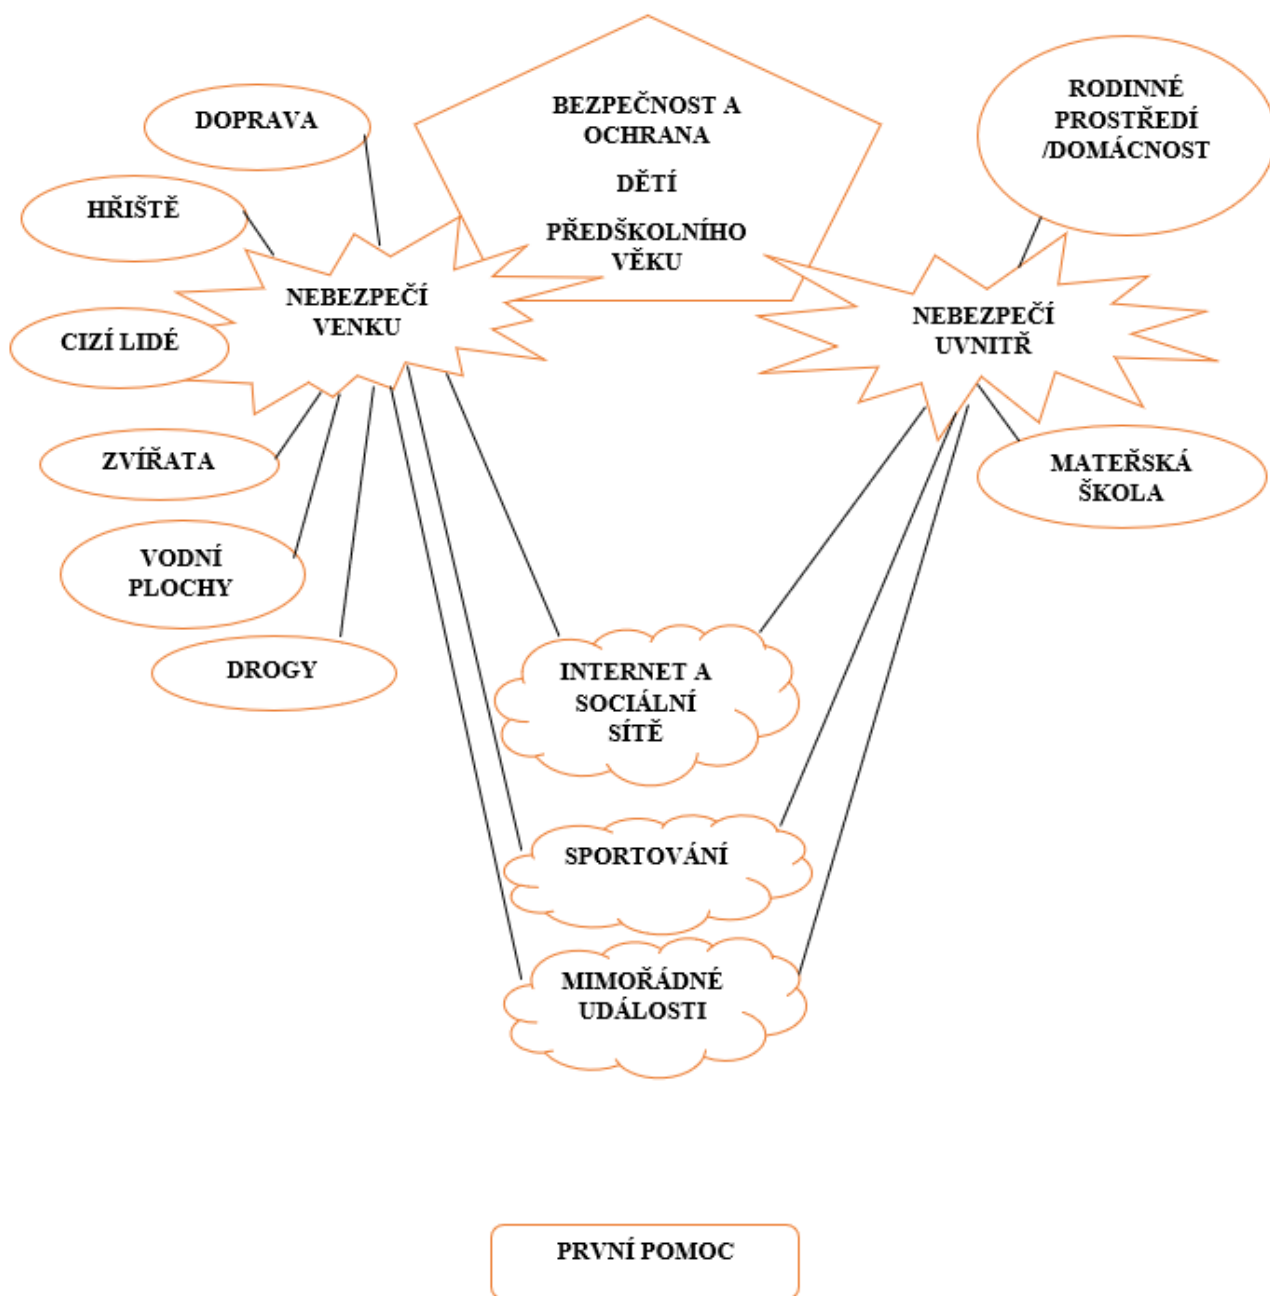 BEZPEČNOST A
OCHRANA
DĚTÍ
PŘEDŠKOLNÍHO
VĚKU
RODINNÉ
PROSTŘEDÍ
/DOMÁCNOST
DOPRAVA
HŘIŠTĚ
NEBEZPEČÍ
VENKU
NEBEZPEČÍ
UVNITŘ
CIZÍ LIDÉ
ZVÍŘATA
MATEŘSKÁ
ŠKOLA
VODNÍ
PLOCHY
DROGY
INTERNET A
SOCIÁLNÍ
SÍTĚ
SPORTOVÁNÍ
MIMOŘÁDNÉ
UDÁLOSTI
PRVNÍ POMOC